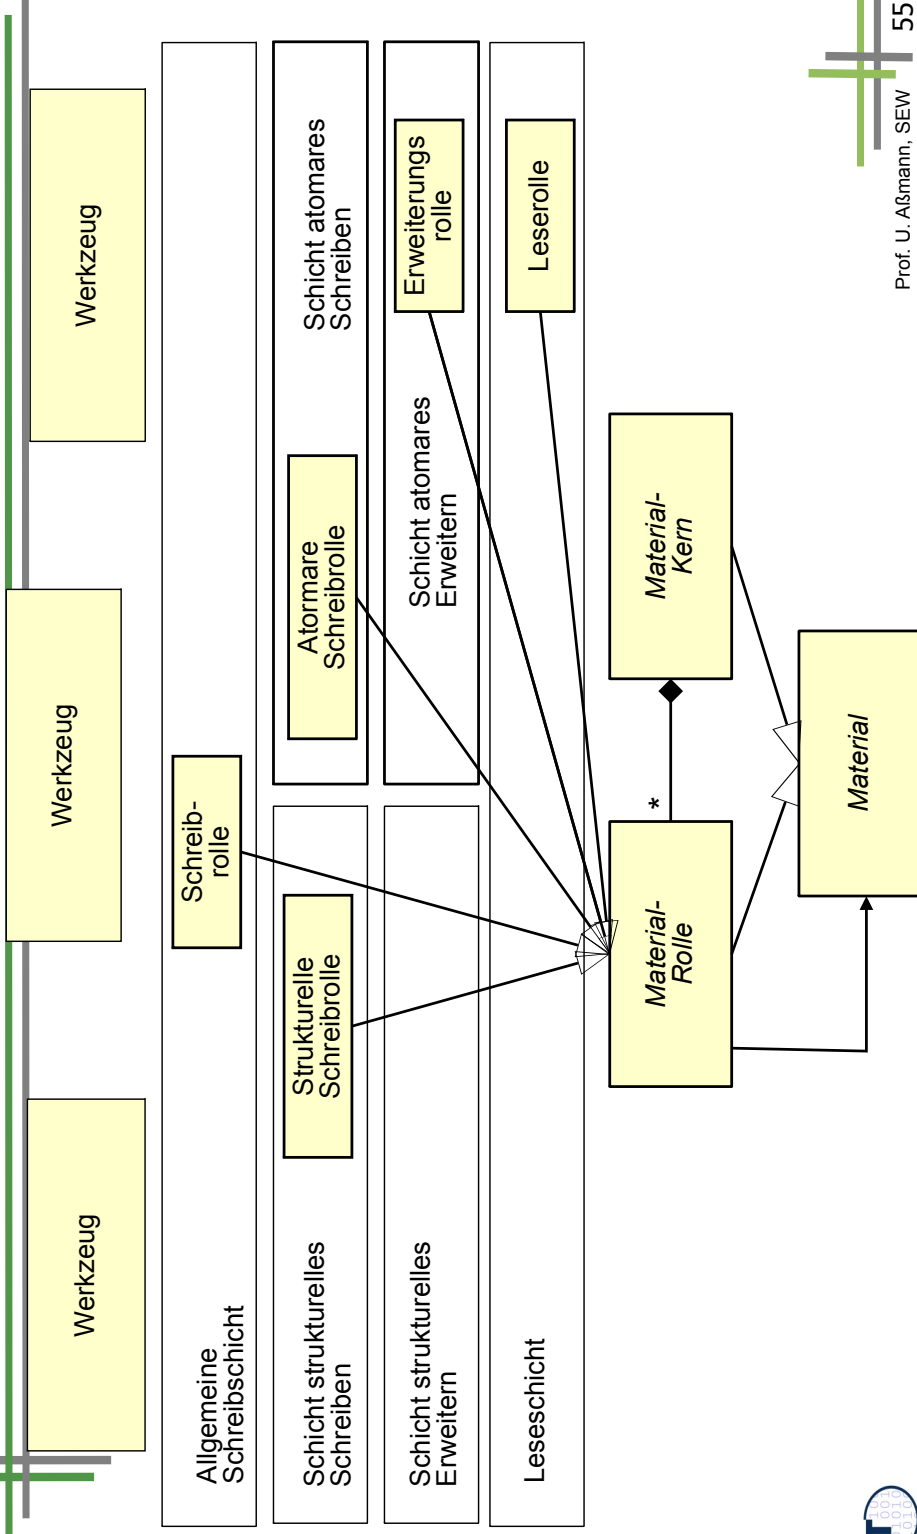 Werkzeug
Werkzeug
Werkzeug
Allgemeine
Schreibschicht
Schreib-
rolle
Schicht strukturelles
Schreiben
Strukturelle
Schreibrolle
Atormare
Schreibrolle
Schicht atomares
Schreiben
Schicht strukturelles
Erweitern
Schicht atomares
Erweitern
Erweiterungs
rolle
Leseschicht
Leserolle
Material-
Rolle
*
Material-
Kern
Material
Prof. U. Aßmann, SEW
55